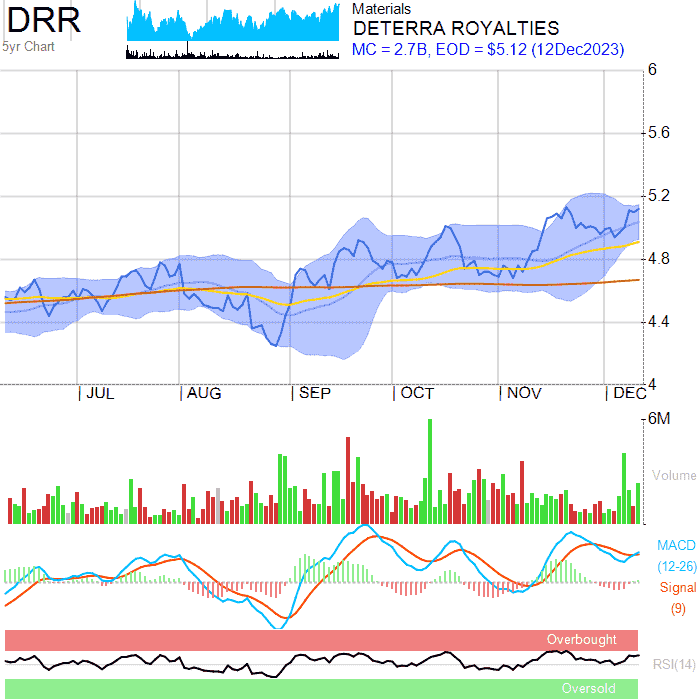 DRR
5yr Chart
Materials
DETERRA ROYALTIES
MC = 2.7B, EOD = $5.12 (12Dec2023)
6
5.6
5.2
4.8
4.4
4
| JUL | AUG | SEP | OCT | NOV | DEC
6M
Volume
MACD
(12-26)
Signal
(9)
Overbought
RSI(14)
Oversold